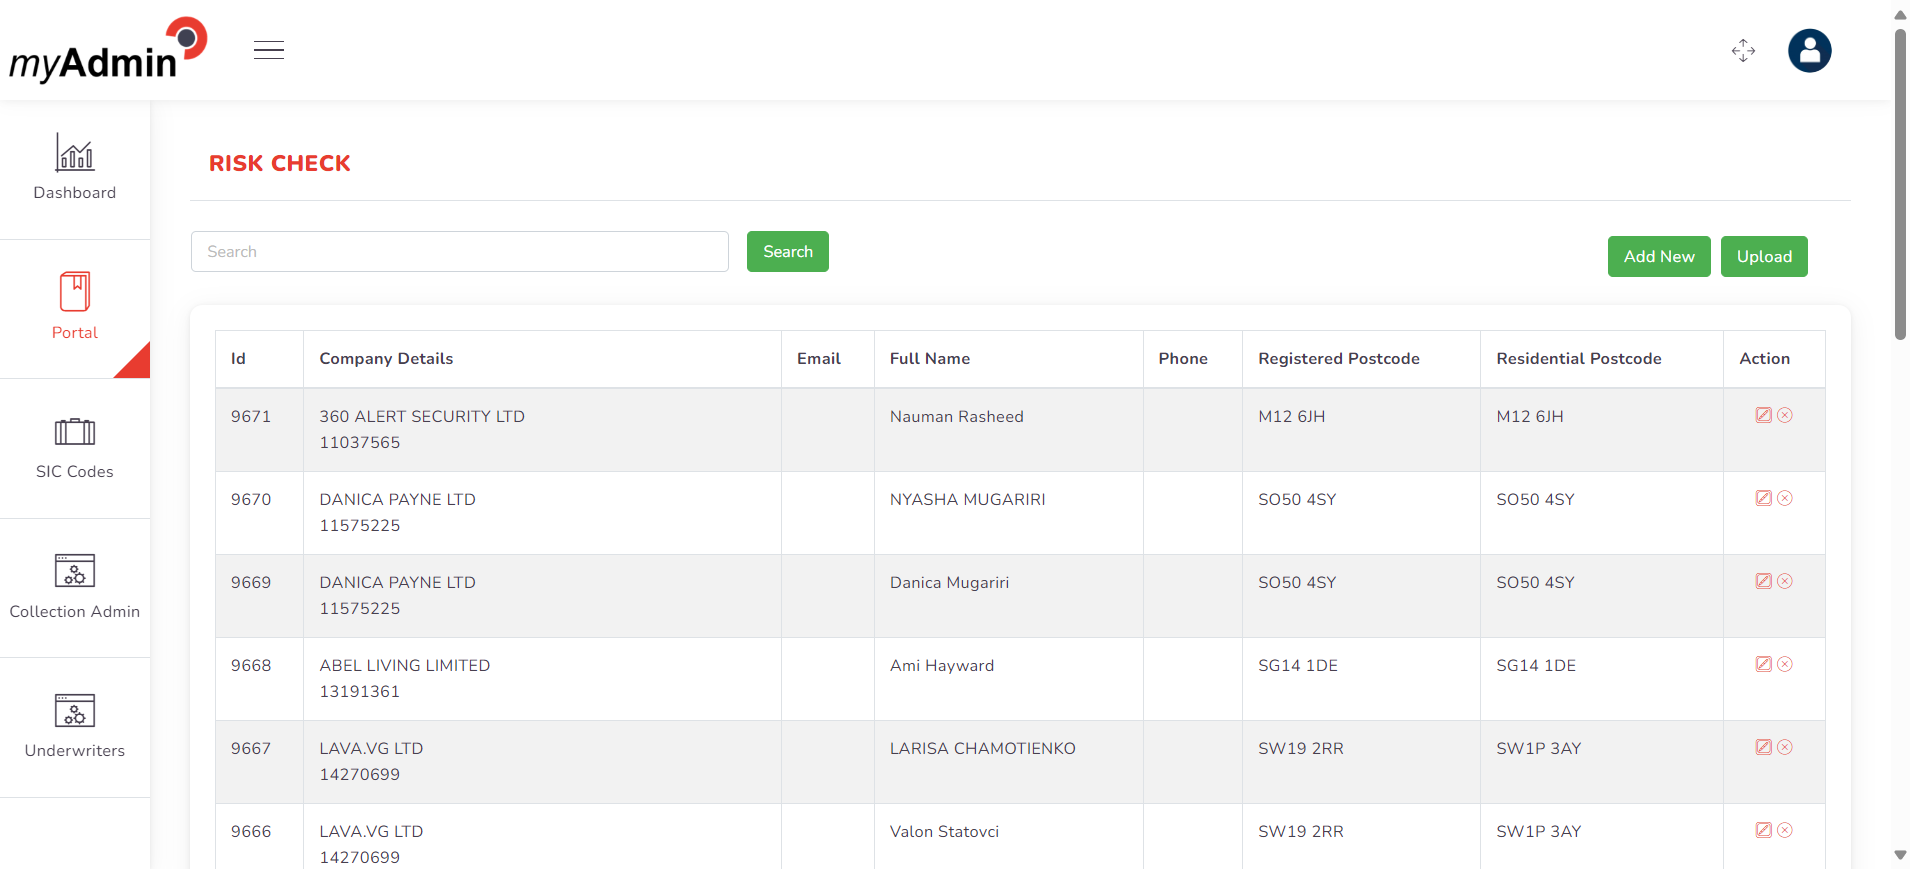 myAdmin
Dashboard
Portal
SIC Codes
Collection Admin
Underwriters
RISK CHECK
Search
Search
Add New
Upload
Id
Company Details
Email
Full Name
Phone
Registered Postcode
Residential Postcode
Action
9671
360 ALERT SECURITY LTD
11037565
Nauman Rasheed
M12 6JH
M12 6JH
9670
DANICA PAYNE LTD
11575225
NYASHA MUGARIRI
SO50 4SY
SO50 4SY
9669
DANICA PAYNE LTD
11575225
Danica Mugariri
SO50 4SY
SO50 4SY
9668
ABEL LIVING LIMITED
13191361
Ami Hayward
SG14 1DE
SG14 1DE
9667
LAVA.VG LTD
14270699
LARISA CHAMOTIENKO
SW19 2RR
SW1P 3AY
9666
LAVA.VG LTD
14270699
Valon Statovci
SW19 2RR
SW1P 3AY